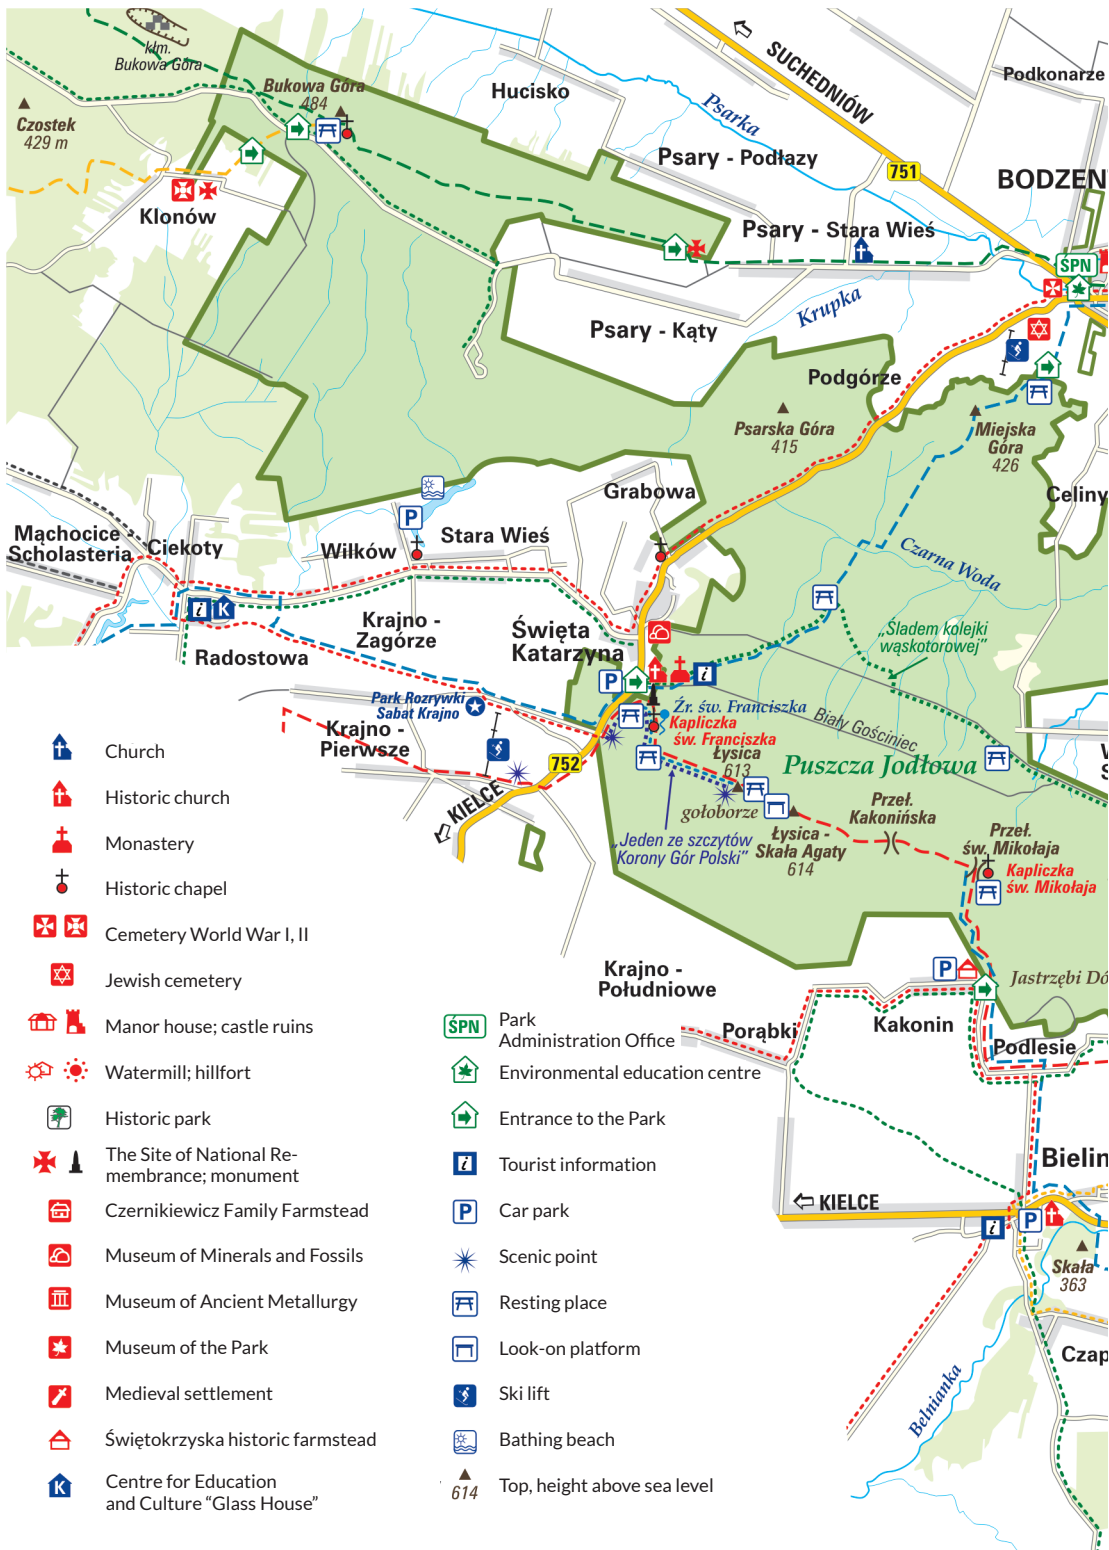 kłm.
Bukowa Góra
SUCHEDNIÓW
Podkonarze
Bukowa Góra
484
Hucisko
Czostek
429 m
Psarka
Psary - Podłazy
751
BODZEN
Klonów
Psary - Stara Wieś
ŚPN
Krupka
Psary - Kąty
Podgórze
Psarska Góra
415
Miejska
Góra
426
Grabowa
Celiny
P
Mąchocice -
Scholasteria
Ciekoty
Wilków
Stara Wieś
Czarna Woda
i K
Krajno -
Zagórze
Święta
Katarzyna
„Śladem kolejki
wąskotorowej”
Radostowa
P
i
Park Rozrywki
Sabat Krajno
Źr. św. Franciszka
Kapliczka
św. Franciszka
Biały Gościniec
Krajno -
Pierwsze
752
Łysica
613
Puszcza Jodłowa
KIELCE
gołoborze
Przeł.
Kakonińska
„Jeden ze szczytów
Korony Gór Polski”
Łysica -
Skała Agaty
614
Przeł.
św. Mikołaja
Kapliczka
św. Mikołaja
Krajno -
Południowe
P
Jastrzębi Dó
Porąbki
Kakonin
Podlesie
Bielin
KIELCE
i
P
Skała
363
Czap
Belnianka
Church
Historic church
Monastery
Historic chapel
Cemetery World War I, II
Jewish cemetery
Manor house; castle ruins
Watermill; hillfort
Historic park
The Site of National Re-
membrance; monument
Czernikiewicz Family Farmstead
Museum of Minerals and Fossils
Museum of Ancient Metallurgy
Museum of the Park
Medieval settlement
Świętokrzyska historic farmstead
K Centre for Education
and Culture “Glass House”
ŚPN Park
Administration Office
Environmental education centre
Entrance to the Park
i Tourist information
P Car park
Scenic point
Resting place
Look-on platform
Ski lift
Bathing beach
614 Top, height above sea level